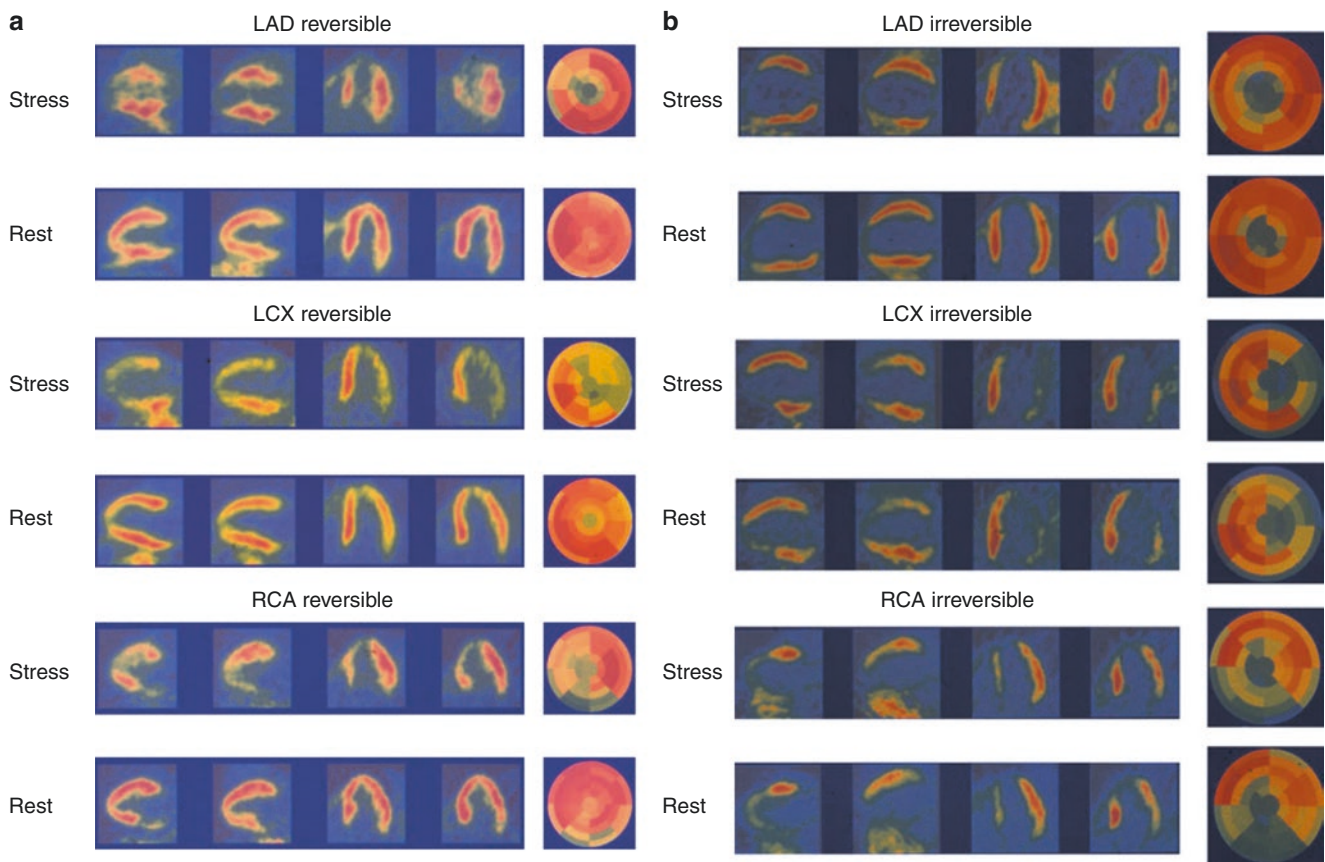 a
LAD reversible
Stress
Rest
LCX reversible
Stress
Rest
RCA reversible
Stress
Rest
b
LAD irreversible
Stress
Rest
LCX irreversible
Stress
Rest
RCA irreversible
Stress
Rest